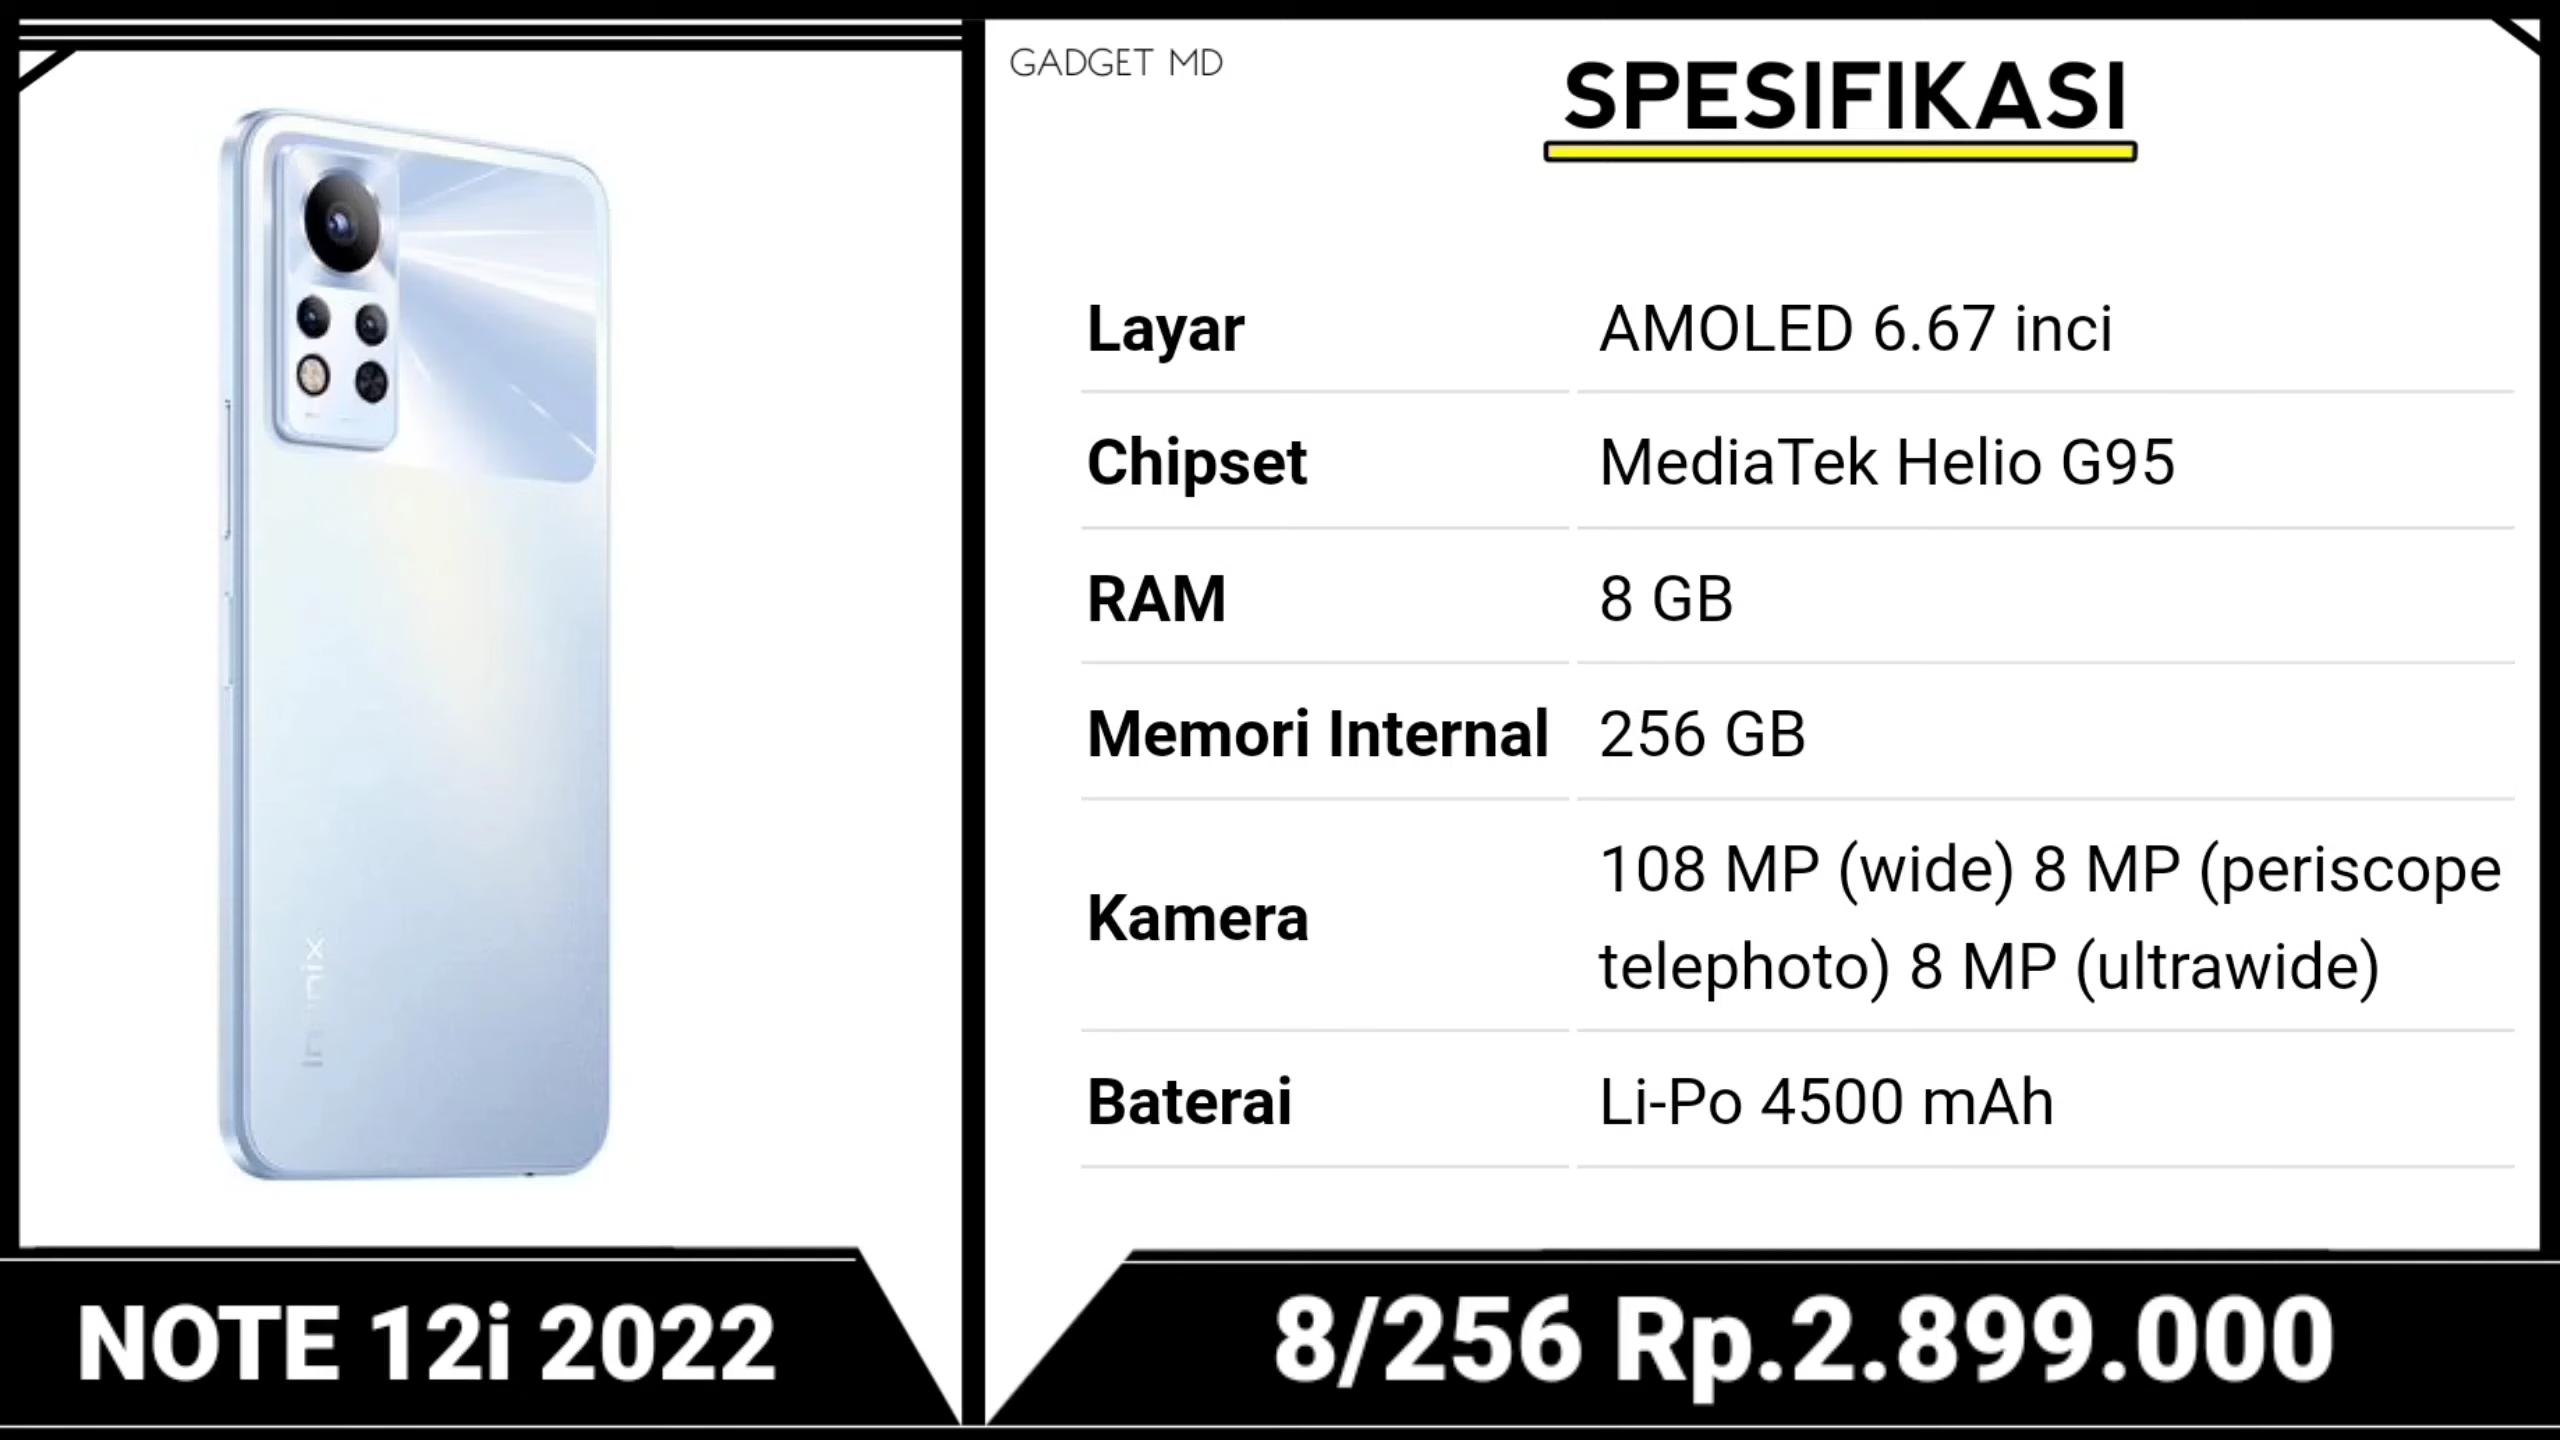 GADGET MD
SPESIFIKASI
Layar AMOLED 6.67 inci
Chipset MediaTek Helio G95
RAM 8 GB
Memori Internal 256 GB
Kamera 108 MP (wide) 8 MP (periscope
telephoto) 8 MP (ultrawide)
Baterai Li-Po 4500 mAh
NOTE 12i 2022
8/256 Rp.2.899.000